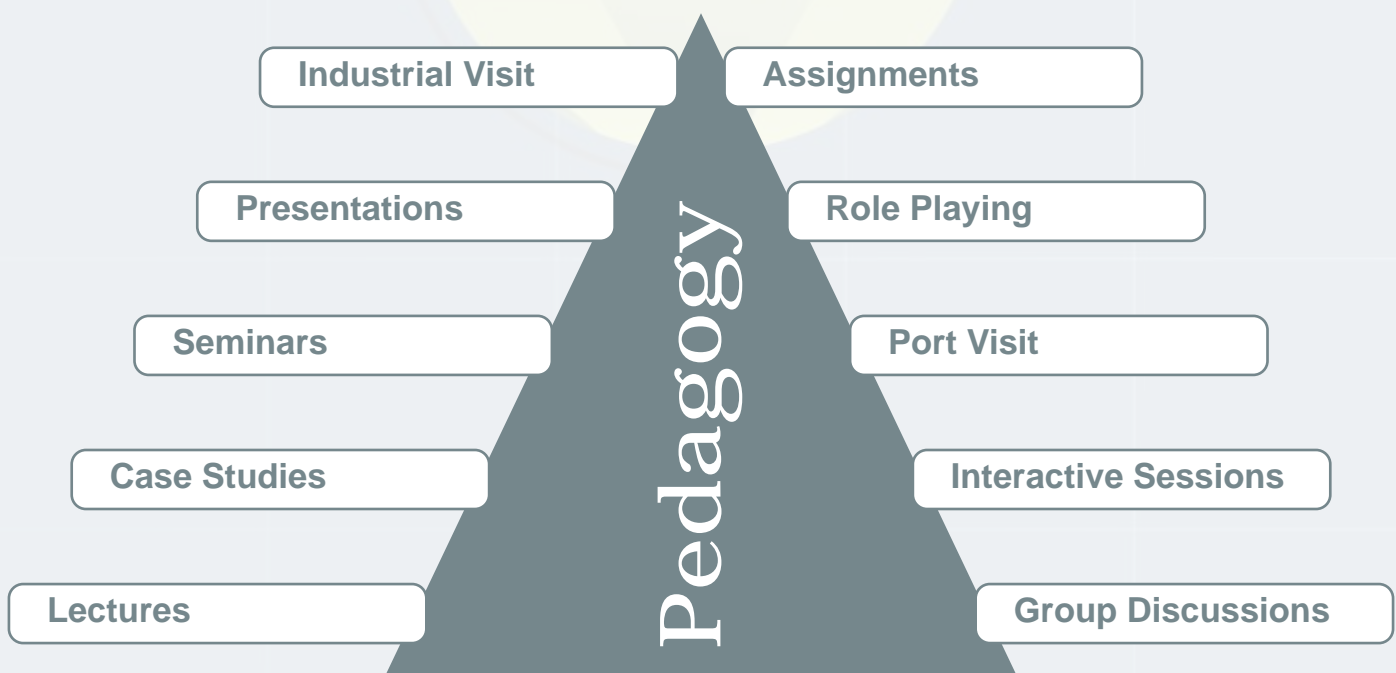 Industrial Visit
Assignments
Presentations
Role Playing
Seminars
Port Visit
Case Studies
Interactive Sessions
Lectures
Group Discussions
Pedagogy